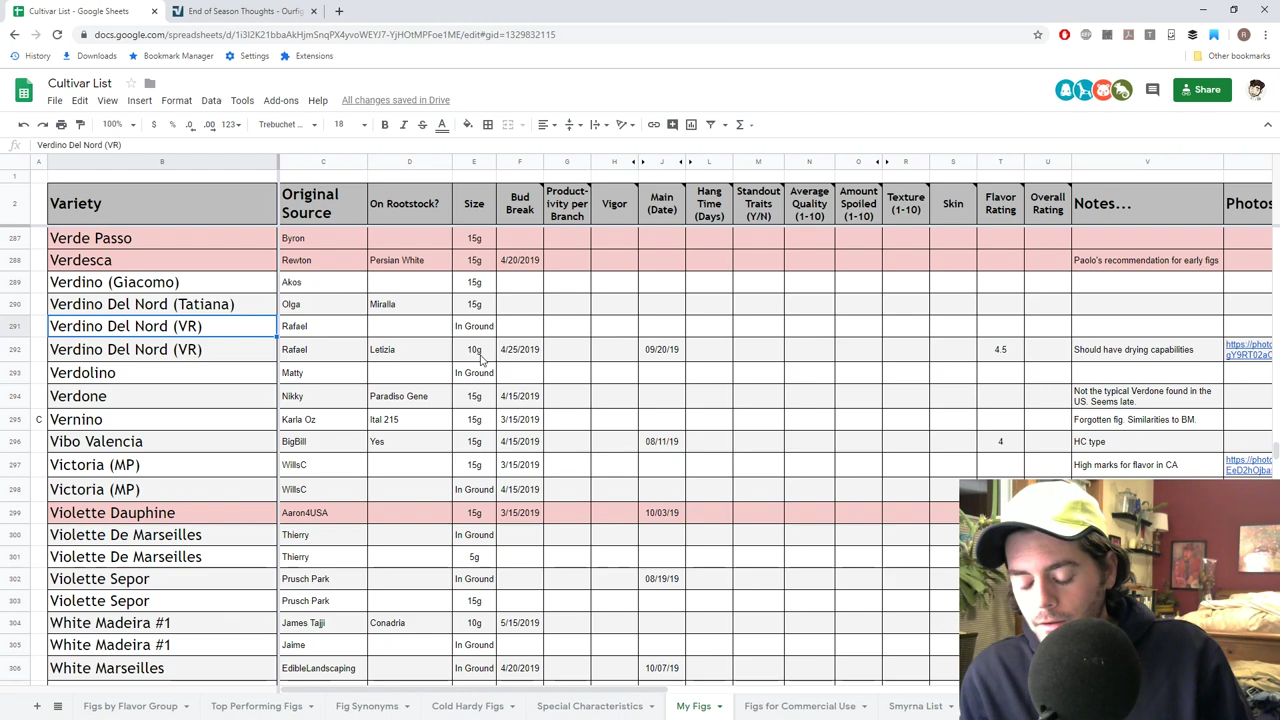 Cultivar List - Google Sheets
End of Season Thoughts - Ourfig
docs.google.com
History Downloads Bookmark Manager Settings Extensions Other bookmarks
Cultivar List
File Edit View Insert Format Data Tools Add-ons Help All changes saved in Drive
Share
100% $ % .0 .00 123 Trebuchet ... 18 B I S A
fx Verdino Del Nord (VR)
A B C D E F G H J L M N O R S T U V
1
2 Variety Original Source On Rootstock? Size Bud Break Product-ivity per Branch Vigor Main (Date) Hang Time (Days) Standout Traits (Y/N) Average Quality (1-10) Amount Spoiled (1-10) Texture (1-10) Skin Flavor Rating Overall Rating Notes... Photos
287 Verde Passo Byron 15g
288 Verdesca Rewton Persian White 15g 4/20/2019 Paolo's recommendation for early figs
289 Verdino (Giacomo) Akos 15g
290 Verdino Del Nord (Tatiana) Olga Miralla 15g
291 Verdino Del Nord (VR) Rafael In Ground
292 Verdino Del Nord (VR) Rafael Letizia 10g 4/25/2019 09/20/19 4.5 Should have drying capabilities https://photo gY9RT02a
293 Verdolino Matty In Ground
294 Verdone Nikky Paradiso Gene 15g 4/15/2019 Not the typical Verdone found in the US. Seems late.
295 C Vernino Karla Oz Ital 215 15g 3/15/2019 Forgotten fig. Similarities to BM.
296 Vibo Valencia BigBill Yes 15g 4/15/2019 08/11/19 4 HC type
297 Victoria (MP) WillsC 15g 3/15/2019 High marks for flavor in CA https://photo
298 Victoria (MP) WillsC In Ground 4/15/2019
299 Violette Dauphine Aaron4USA 15g 3/15/2019 10/03/19
300 Violette De Marseilles Thierry In Ground
301 Violette De Marseilles Thierry 5g
302 Violette Sepor Prusch Park In Ground 08/19/19
303 Violette Sepor Prusch Park 15g
304 White Madeira #1 James Tajji Conadria 10g 5/15/2019
305 White Madeira #1 Jaime In Ground
306 White Marseilles EdibleLandscaping In Ground 4/20/2019 10/07/19
Figs by Flavor Group Top Performing Figs Fig Synonyms Cold Hardy Figs Special Characteristics My Figs Figs for Commercial Use Smyrna List